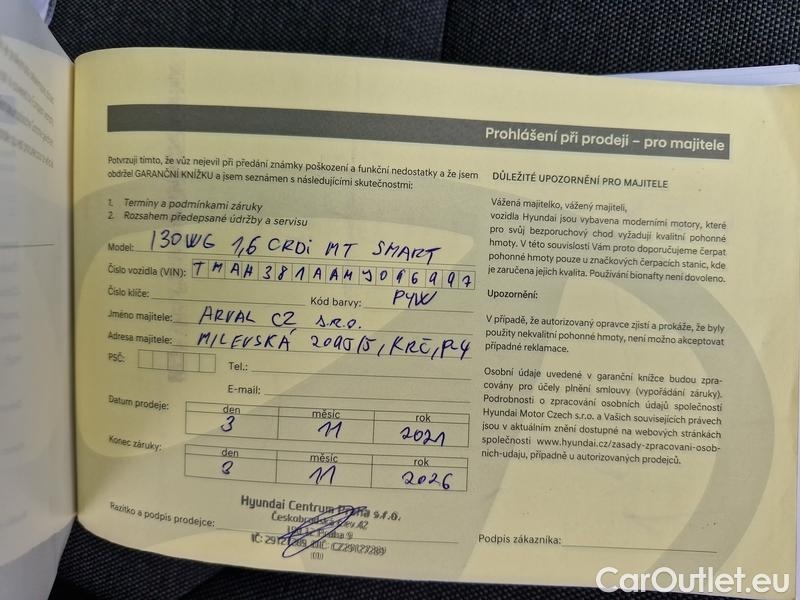 Prohlášení při prodeji – pro majitele
Potvrzuji tímto, že vůz nejevil při předání známky poškození a funkční nedostatky a že jsem
obdržel GARANČNÍ KNÍŽKU a jsem seznámen s následujícími skutečnostmi:
1. Termíny a podmínkami záruky
2. Rozsahem předepsané údržby a servisu
Model: I30WG 1,6 CRDi MT SMART
Číslo vozidla (VIN): TMAH381AAMJ096997
Číslo klíče: Kód barvy: PYW
Jméno majitele: ARVAL CZ s.r.o.
Adresa majitele: MILEVSKÁ 2095/5, KRČ, P-4
PSČ: Tel.:
E-mail:
Datum prodeje: den měsíc rok
3 11 2021
Konec záruky: den měsíc rok
3 11 2026
Hyundai Centrum Praha s.r.o.
Českobrodská
Praha 9
Razítko a podpis prodejce:
DŮLEŽITÉ UPOZORNĚNÍ PRO MAJITELE
Vážená majitelko, vážený majiteli,
vozidla Hyundai jsou vybavena moderními motory, které
pro svůj bezporuchový chod vyžadují kvalitní pohonné
hmoty. V této souvislosti Vám proto doporučujeme čerpat
pohonné hmoty pouze u značkových čerpacích stanic, kde
je zaručena jejich kvalita. Používání bionafty není dovoleno.
Upozornění:
V případě, že autorizovaný opravce zjistí a prokáže, že byly
použity nekvalitní pohonné hmoty, není možno akceptovat
případné reklamace.
Osobní údaje uvedené v garanční knížce budou zpra-
covány pro účely plnění smlouvy (vypořádání záruky).
Podrobnosti o zpracování osobních údajů společností
Hyundai Motor Czech s.r.o. a Vašich souvisejících právech
jsou v aktuálním znění dostupné na webových stránkách
společnosti www.hyundai.cz/zasady-zpracovani-osob-
nich-udaju, případně u autorizovaných prodejců.
Podpis zákazníka:
CarOutlet.eu